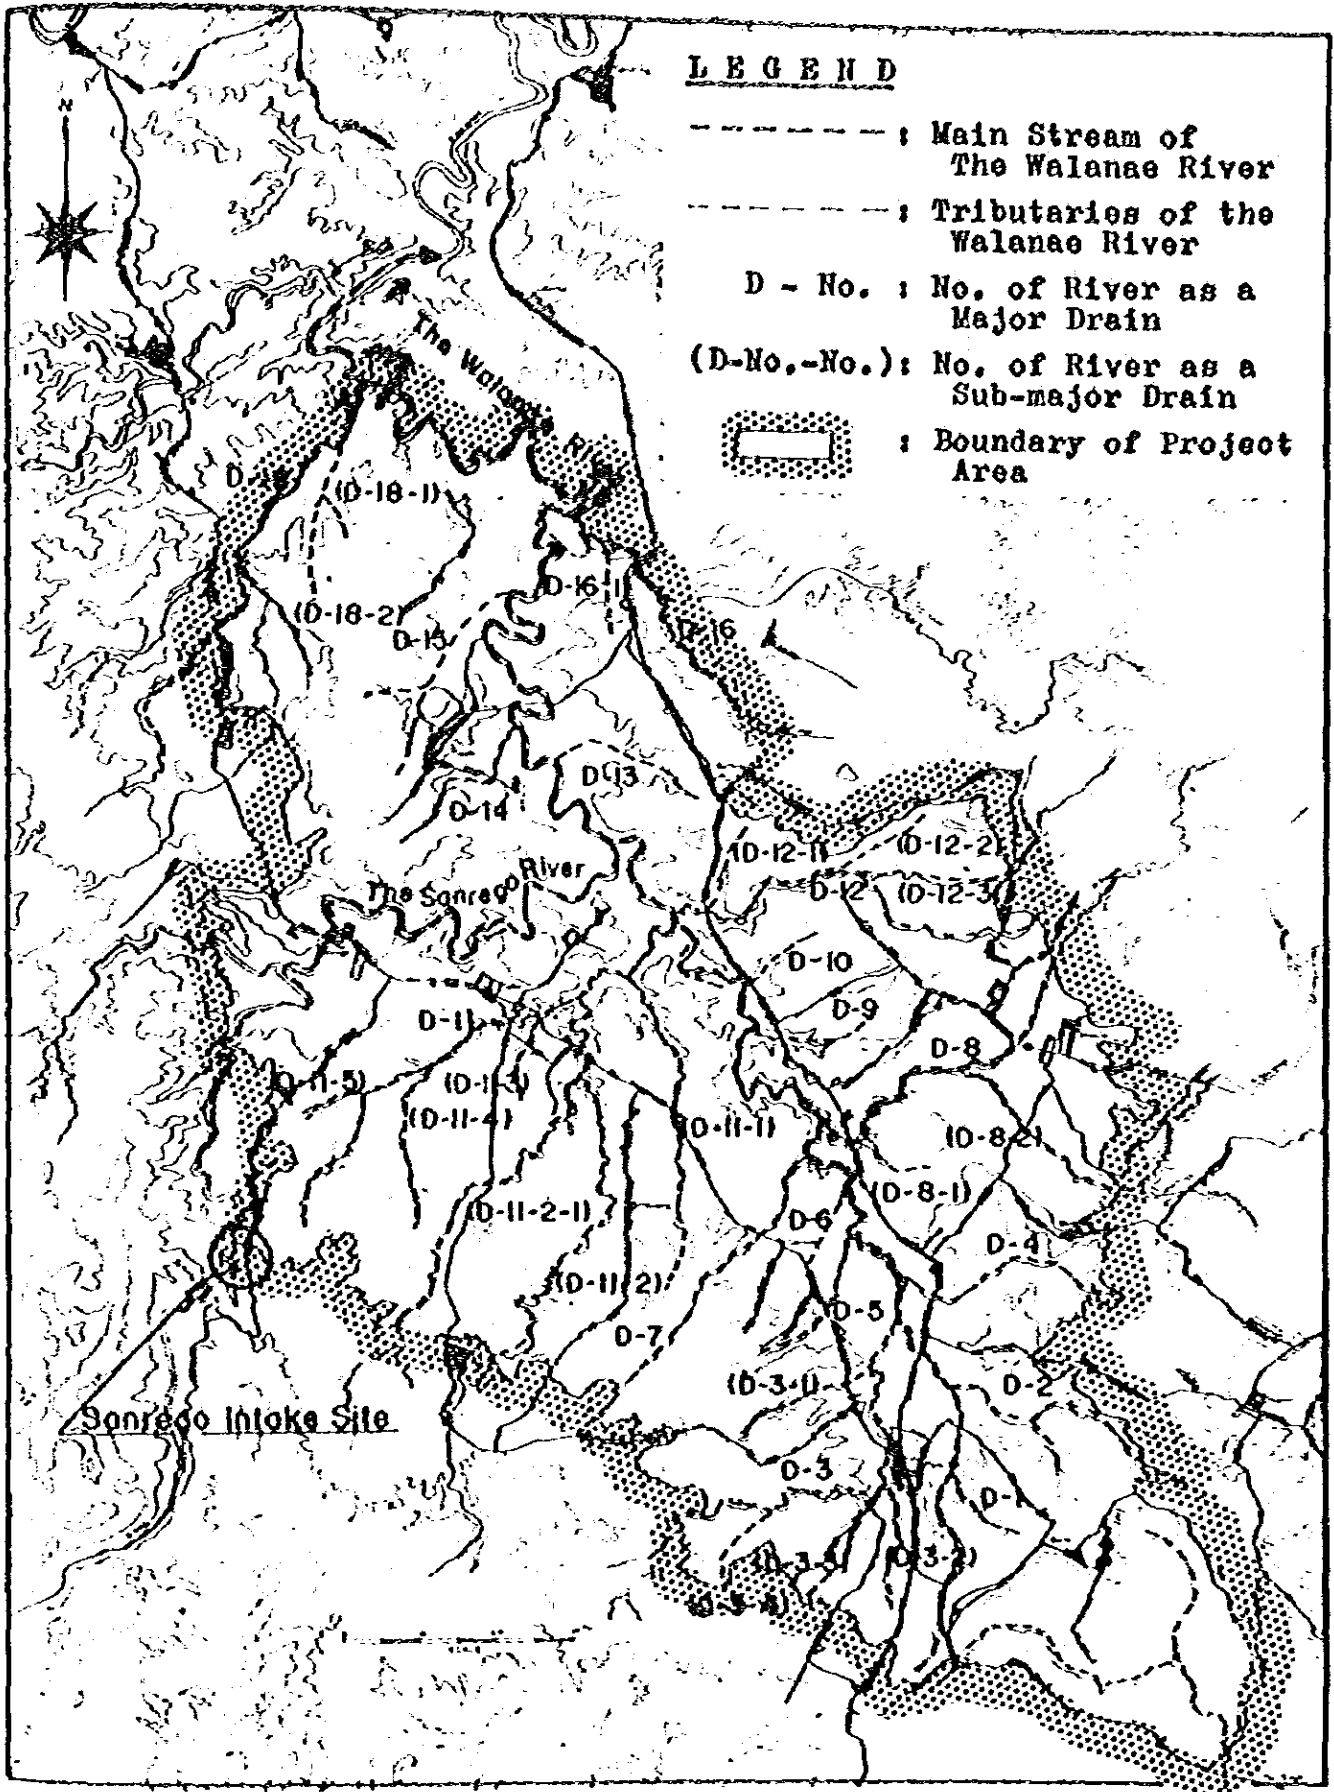 LEGEND
: Main Stream of
The Walanae River
: Tributaries of the
Walanae River
D - No. : No. of River as a
Major Drain
(D-No.-No.): No. of River as a
Sub-major Drain
: Boundary of Project
Area
N
The Walanae River
(D-18-1)
(D-18-2)
D-15
D-16-1
D-16
D-13
D-14
(D-12-1)
(D-12-2)
D-12
(D-12-3)
The Sanrego River
D-10
D-9
D-11
D-8
(D-11-5)
(D-11-3)
(D-11-4)
(D-11-1)
(D-8-2)
(D-8-1)
(D-11-2-1)
D-6
D-4
(D-11-2)
D-5
D-7
(D-3-1)
D-2
Sanrego Intake Site
D-3
D-1
(D-3-2)